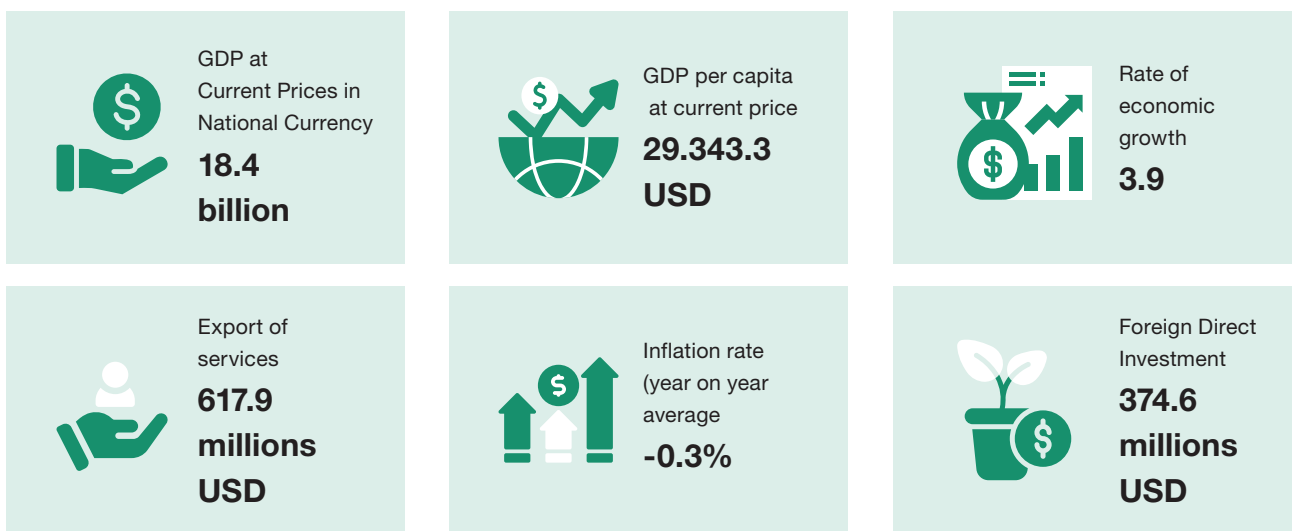 GDP at
Current Prices in
National Currency
18.4
billion
GDP per capita
at current price
29.343.3
USD
Rate of
economic
growth
3.9
Export of
services
617.9
millions
USD
Inflation rate
(year on year
average
-0.3%
Foreign Direct
Investment
374.6
millions
USD